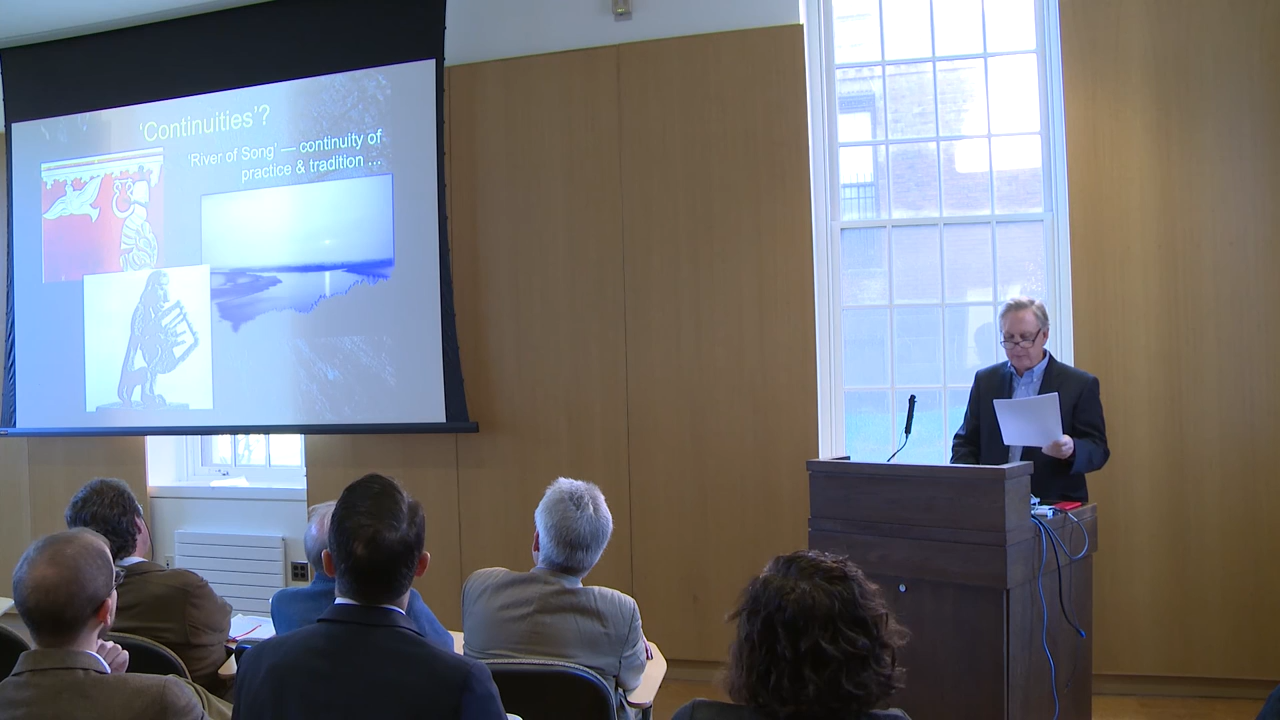 'Continuities'?
'River of Song' — continuity of
practice & tradition ...